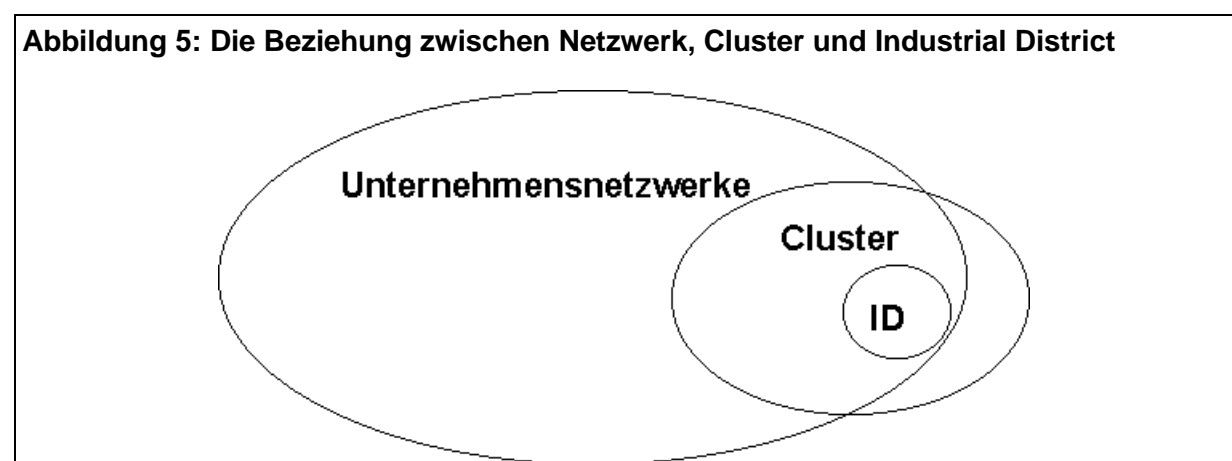 Abbildung 5: Die Beziehung zwischen Netzwerk, Cluster und Industrial District
Unternehmensnetzwerke
Cluster
ID